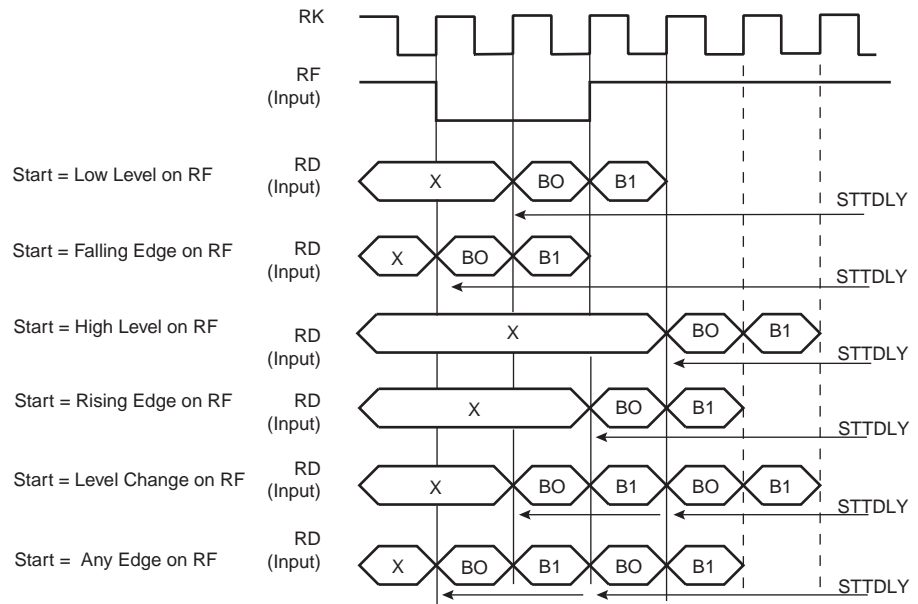 RK
RF
(Input)
Start = Low Level on RF
RD
(Input)
X
BO
B1
STTDLY
Start = Falling Edge on RF
RD
(Input)
X
BO
B1
STTDLY
Start = High Level on RF
RD
(Input)
X
BO
B1
STTDLY
Start = Rising Edge on RF
RD
(Input)
X
BO
B1
STTDLY
Start = Level Change on RF
RD
(Input)
X
BO
B1
BO
B1
STTDLY
Start = Any Edge on RF
RD
(Input)
X
BO
B1
BO
B1
STTDLY